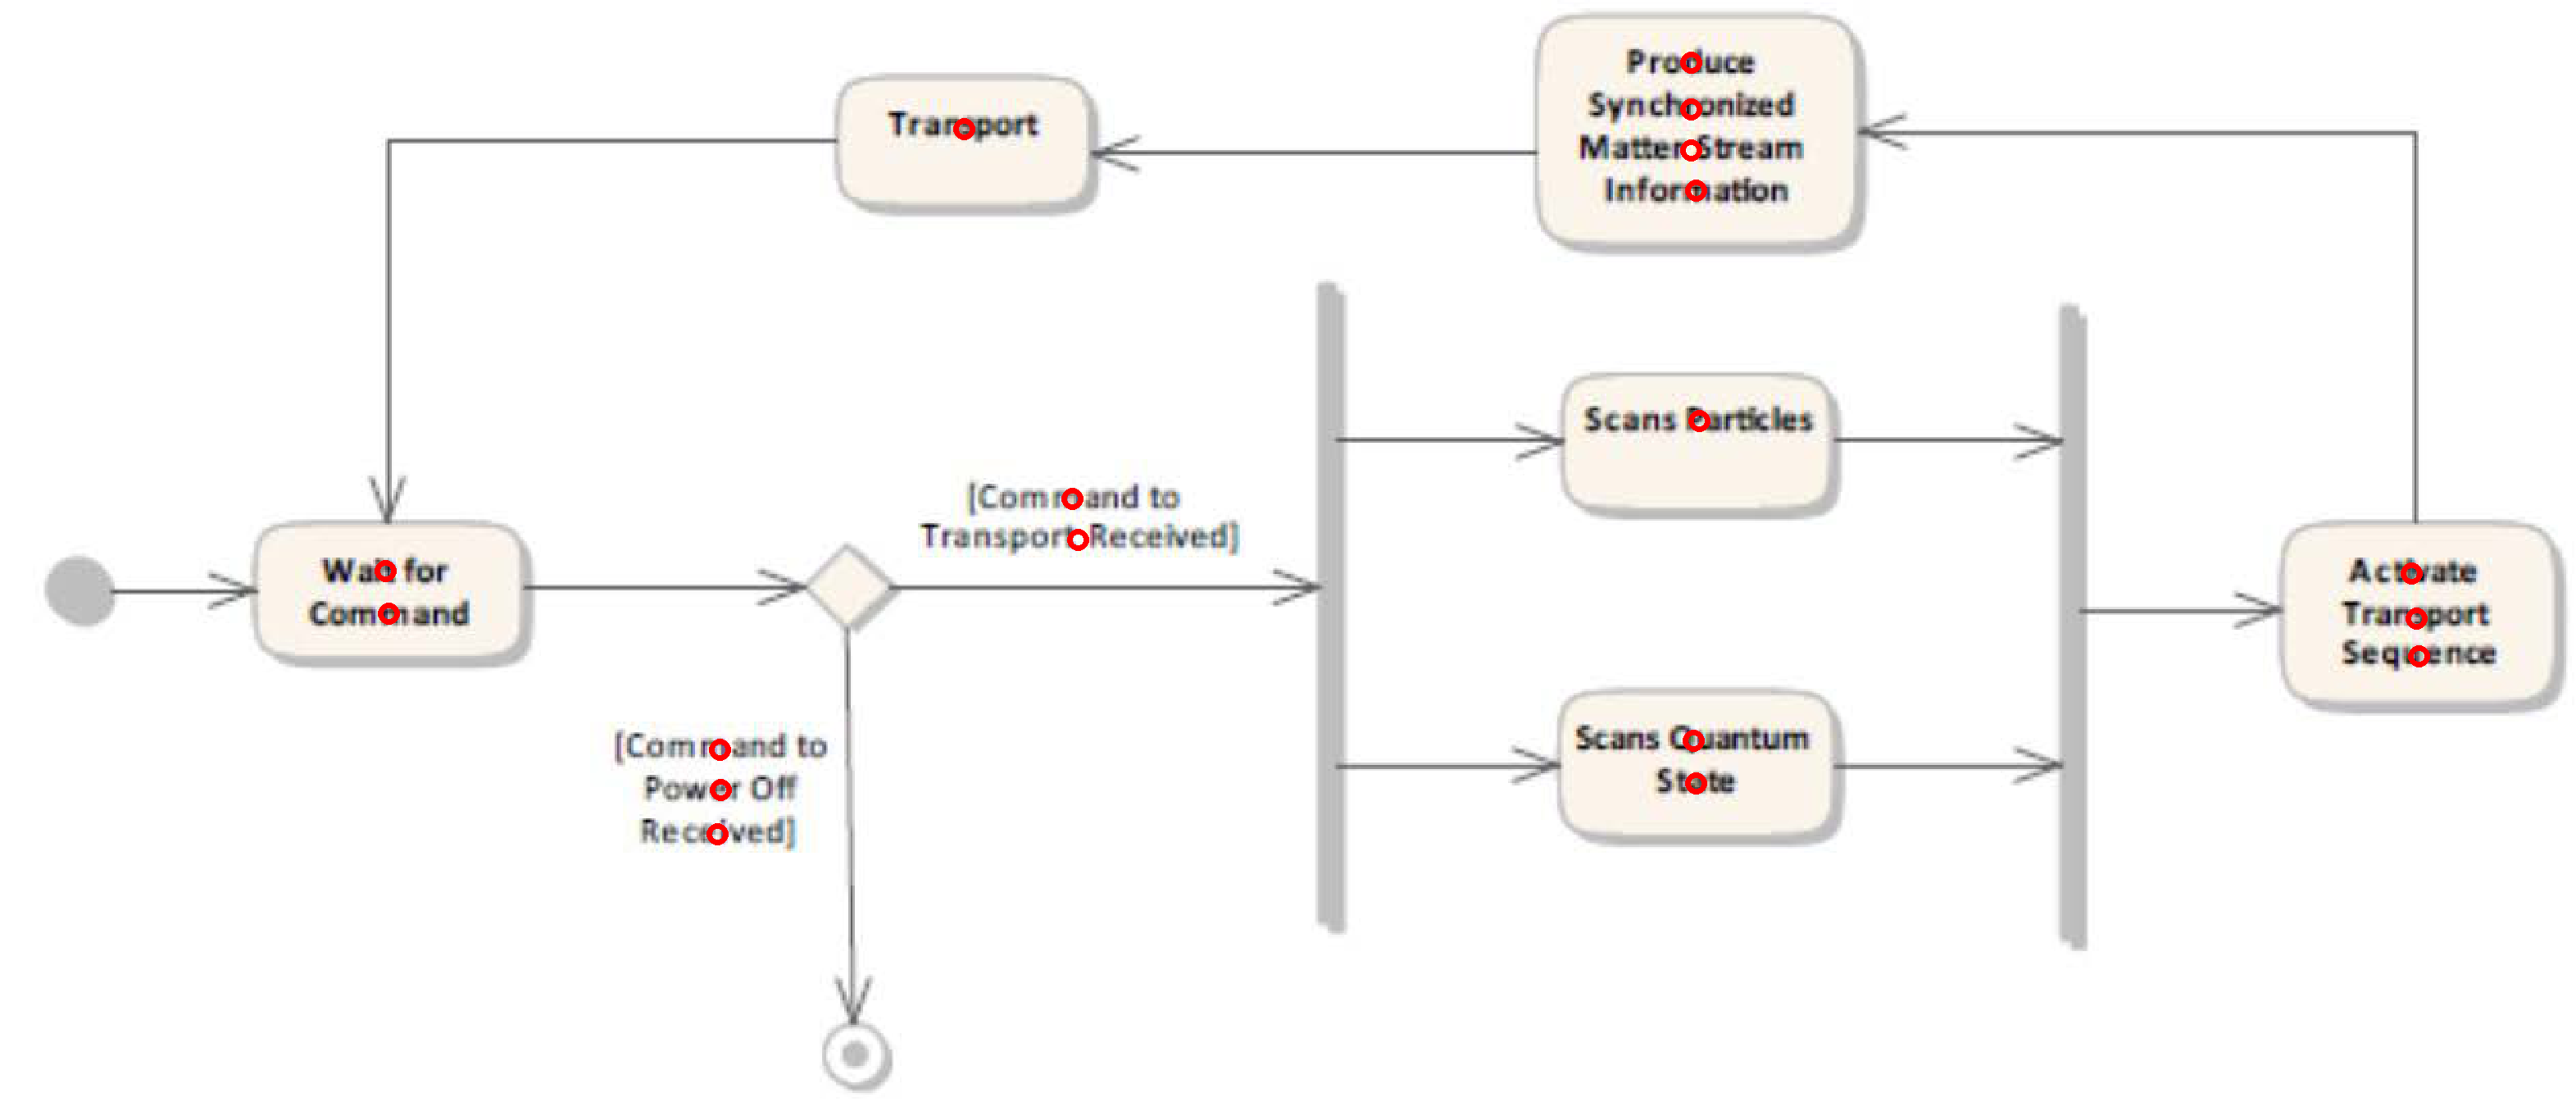 Produce
Synchronized
Matter Stream
Information
Transport
Scans Particles
[Command to
Transport Received]
Wait for
Command
Activate
Transport
Sequence
[Command to
Power Off
Received]
Scans Quantum
State